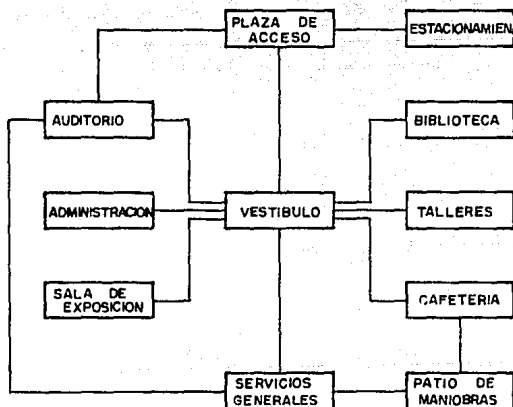 PLAZA DE
ACCESO
ESTACIONAMIEN
AUDITORIO
BIBLIOTECA
ADMINISTRACION
VESTIBULO
TALLERES
SALA DE
EXPOSICION
CAFETERIA
SERVICIOS
GENERALES
PATIO DE
MANIOBRAS